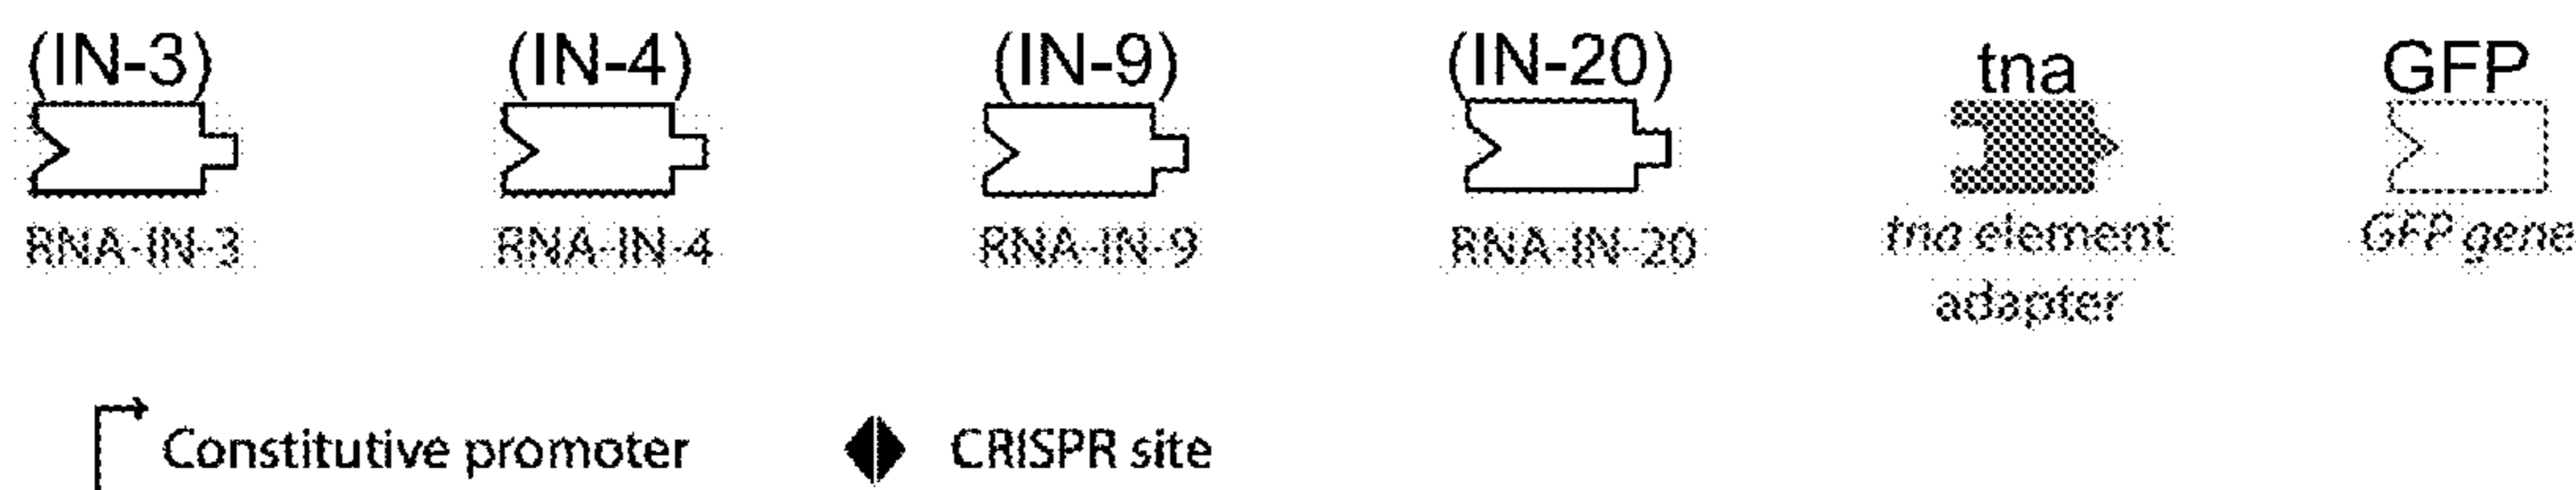 (IN-3) (IN-4) (IN-9) (IN-20) tna GFP
RNA-IN-3 RNA-IN-4 RNA-IN-9 RNA-IN-20 tna element GFP gene
adapter
Constitutive promoter CRISPR site